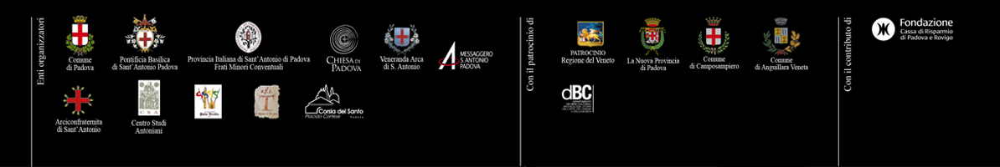 Enti organizzatori
Comune
di Padova
Pontificia Basilica
di Sant'Antonio Padova
Provincia Italiana di Sant'Antonio di Padova
Frati Minori Conventuali
CHIESA DI
PADOVA
Veneranda Arca
di S. Antonio
MESSAGGERO
S. ANTONIO
PADOVA
Arciconfraternita
di Sant'Antonio
C S A
Centro Studi
Antoniani
Corsia del Santo
Placido Cortese
PADOVA
Con il patrocinio di
PATROCINIO
Regione del Veneto
La Nuova Provincia
di Padova
Comune
di Camposampiero
Comune
di Anguillara Veneta
dBC
Con il contributo di
Fondazione
Cassa di Risparmio
di Padova e Rovigo